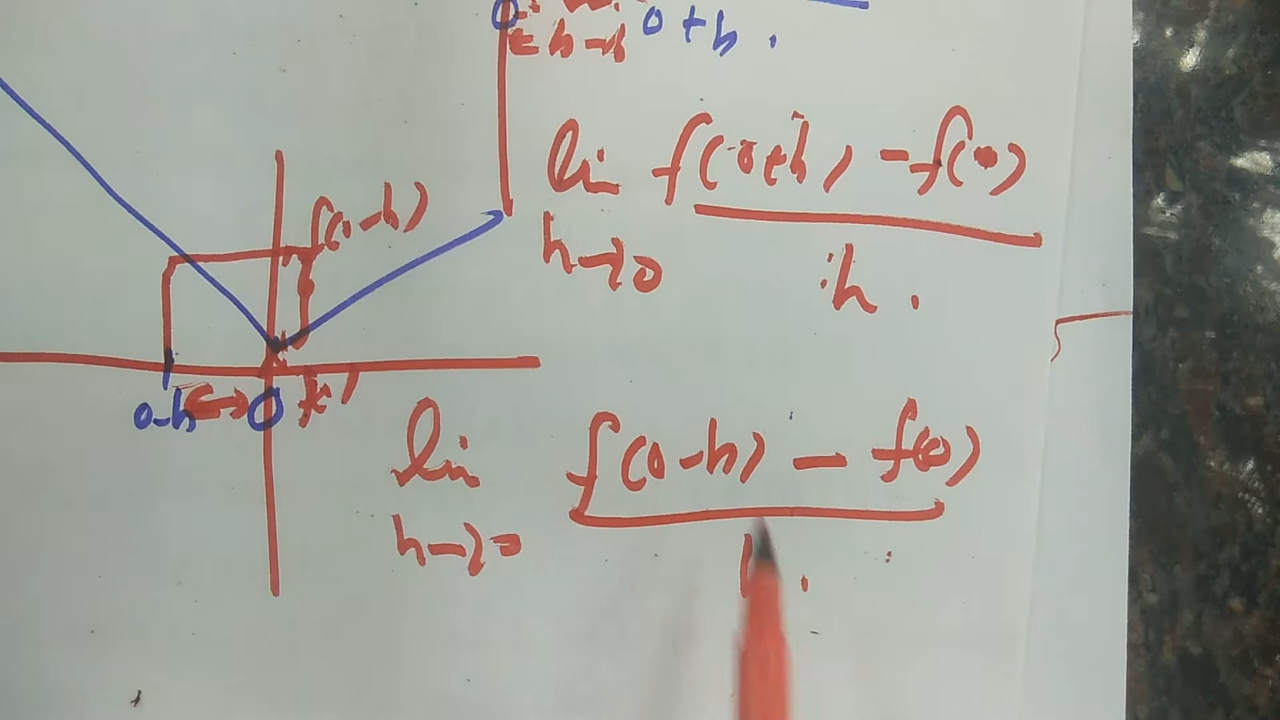 0+h.
lim f(0+h) - f(0)
h→0 h.
f(0-h)
0-h 0
lim f(0-h) - f(0)
h→0 h.